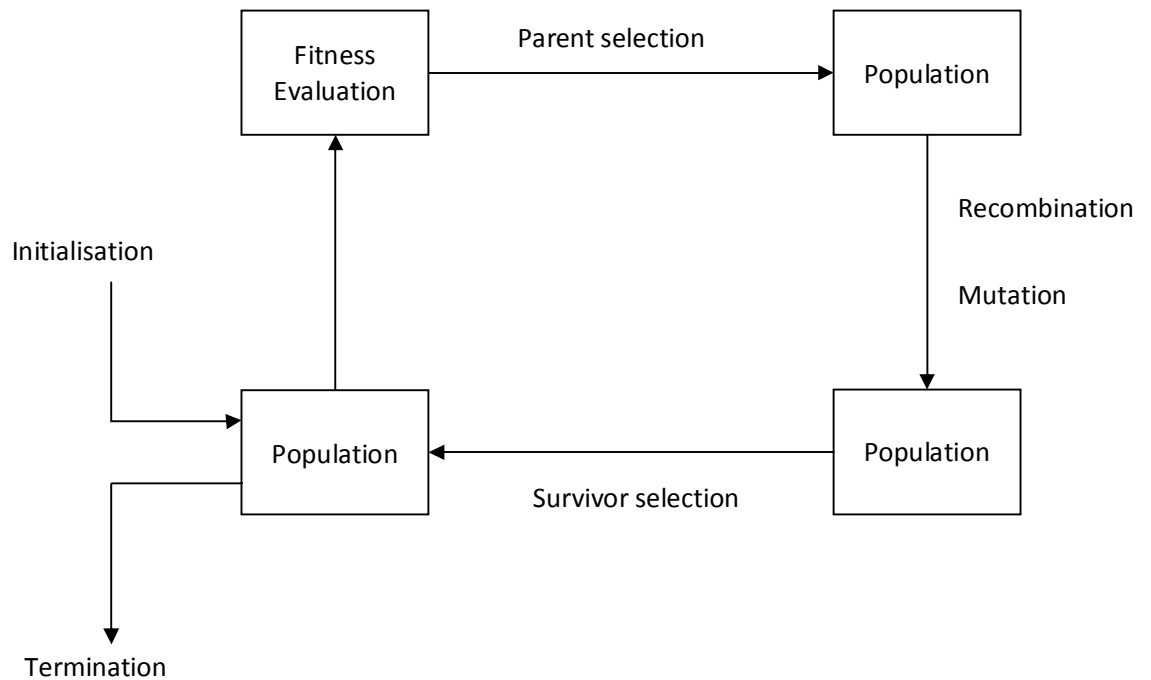 Parent selection
Fitness
Evaluation
Population
Recombination
Initialisation
Mutation
Population
Population
Survivor selection
Termination